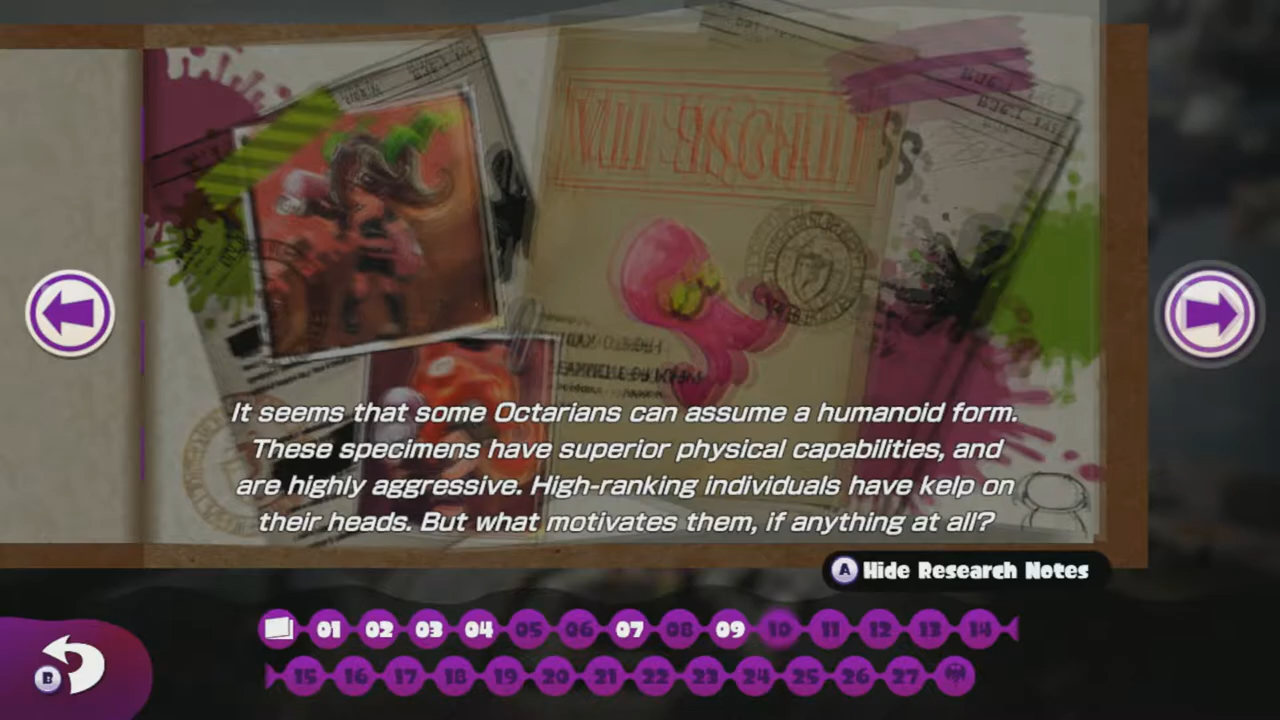 It seems that some Octarians can assume a humanoid form.
These specimens have superior physical capabilities, and
are highly aggressive. High-ranking individuals have kelp on
their heads. But what motivates them, if anything at all?
A Hide Research Notes
01 02 03 04 05 06 07 08 09 10 11 12 13 14
B 15 16 17 18 19 20 21 22 23 24 25 26 27